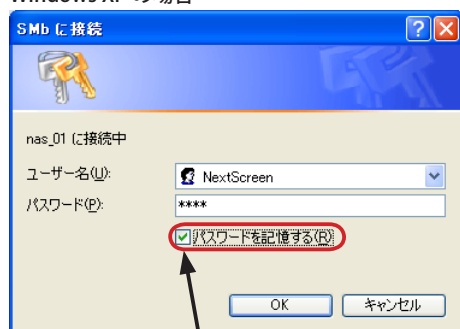 Windows XP の場合
SMb に接続
nas_01 に接続中
ユーザー名(U):
NextScreen
パスワード(P):
****
パスワードを記憶する(R)
OK
キャンセル